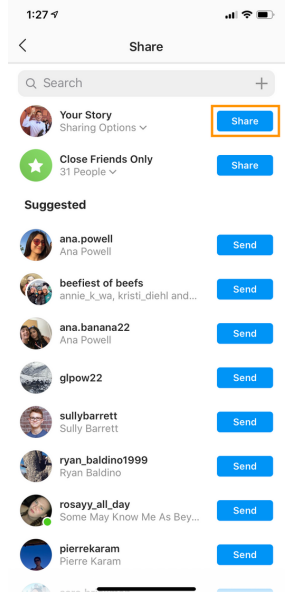 1:27
Share
Search
Your Story
Sharing Options
Share
Close Friends Only
31 People
Share
Suggested
ana.powell
Ana Powell
Send
beefiest of beefs
annie_k_wa, kristi_diehl and...
Send
ana.banana22
Ana Powell
Send
glpow22
Send
sullybarrett
Sully Barrett
Send
ryan_baldino1999
Ryan Baldino
Send
rosayy_all_day
Some May Know Me As Bey...
Send
pierrekaram
Pierre Karam
Send